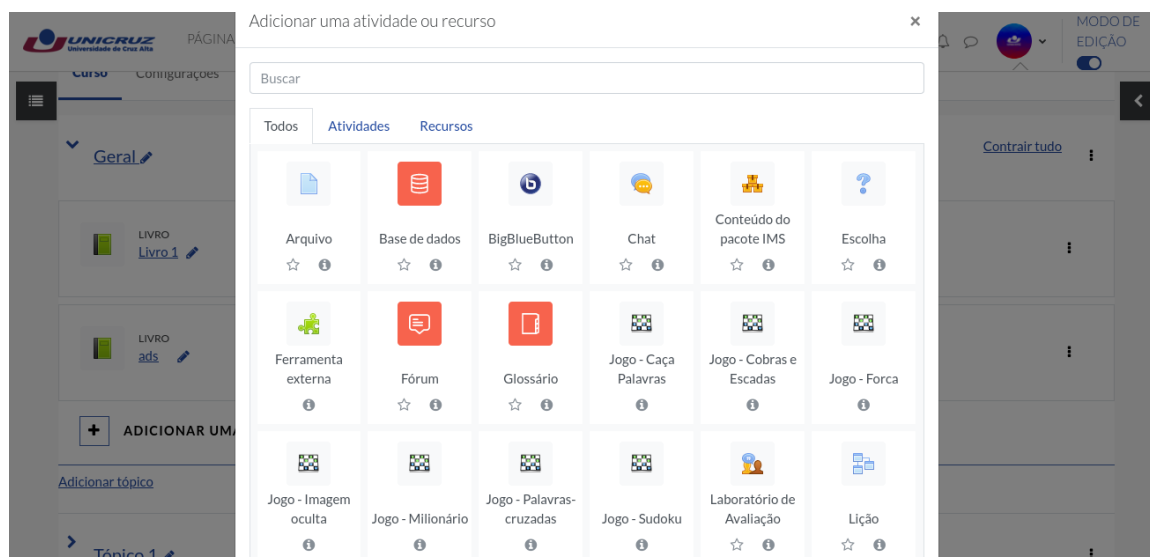 Adicionar uma atividade ou recurso
×
UNICRUZ
Universidade de Cruz Alta
PÁGINA
MODO DE
EDIÇÃO
Curso
Configurações
Buscar
Todos
Atividades
Recursos
Geral
Contrair tudo
Arquivo
Base de dados
BigBlueButton
Chat
Conteúdo do
pacote IMS
Escolha
LIVRO
Livro 1
Ferramenta
externa
Fórum
Glossário
Jogo - Caça
Palavras
Jogo - Cobras e
Escadas
Jogo - Forca
LIVRO
ads
ADICIONAR UMA
Adicionar tópico
Jogo - Imagem
oculta
Jogo - Milionário
Jogo - Palavras-
cruzadas
Jogo - Sudoku
Laboratório de
Avaliação
Lição
Tópico 1